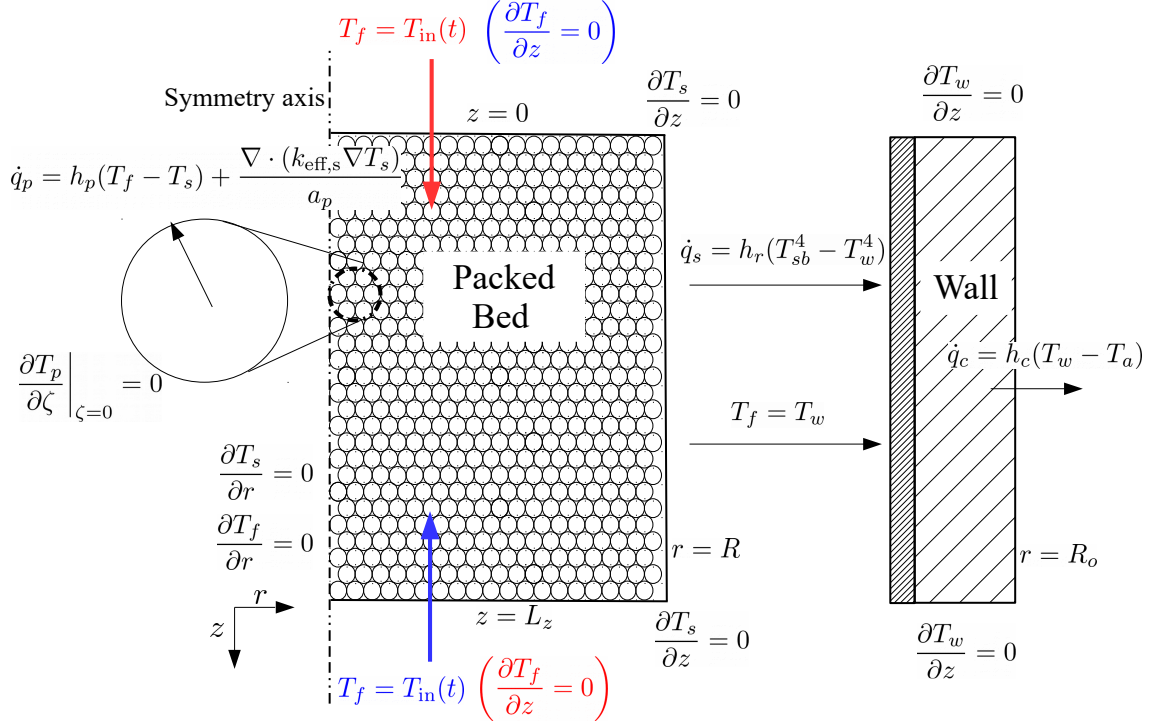 T_f = T_in(t) (∂T_f/∂z = 0)
Symmetry axis
z = 0
∂T_s/∂z = 0
∂T_w/∂z = 0
q̇_p = h_p(T_f − T_s) + ∇ · (k_eff,s ∇T_s)/a_p
Packed
Bed
q̇_s = h_r(T_sb^4 − T_w^4)
Wall
q̇_c = h_c(T_w − T_a)
∂T_p/∂ζ|_ζ=0 = 0
T_f = T_w
∂T_s/∂r = 0
∂T_f/∂r = 0
r = R
r = R_o
r
z
z = L_z
∂T_s/∂z = 0
∂T_w/∂z = 0
T_f = T_in(t) (∂T_f/∂z = 0)